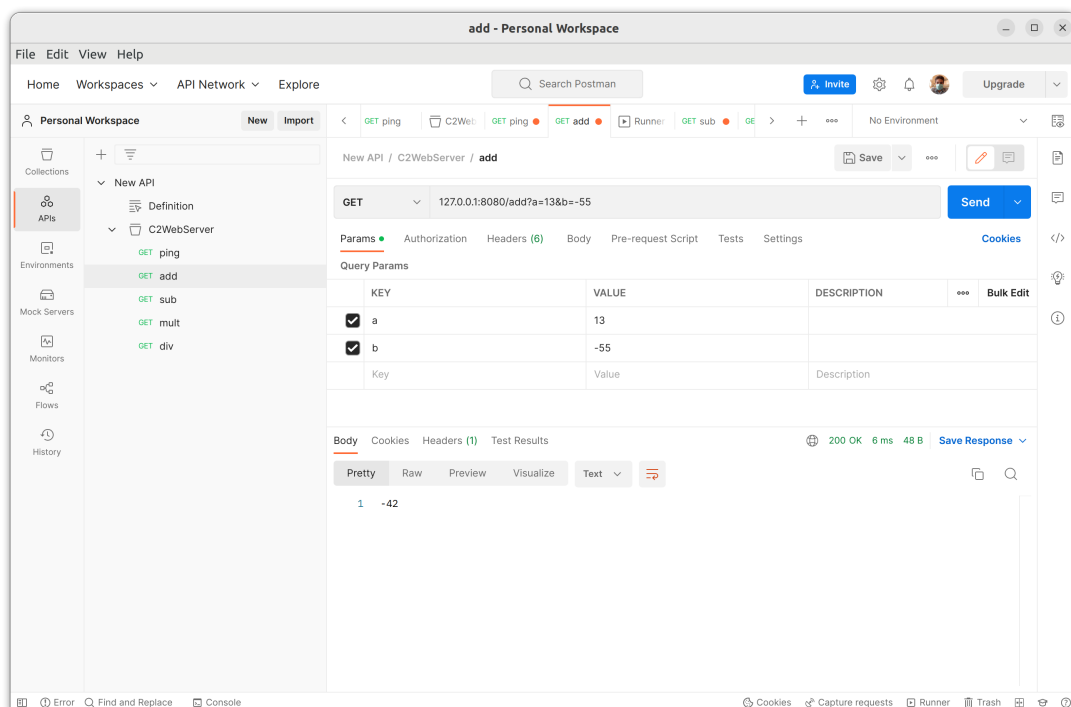 add - Personal Workspace
File Edit View Help
Home Workspaces API Network Explore Search Postman Invite Upgrade
Personal Workspace New Import GET ping C2Web GET ping GET add Runner GET sub GE No Environment
Collections
APIs
Environments
Mock Servers
Monitors
Flows
History
New API
Definition
C2WebServer
GET ping
GET add
GET sub
GET mult
GET div
New API / C2WebServer / add Save
GET 127.0.0.1:8080/add?a=13&b=-55 Send
Params Authorization Headers (6) Body Pre-request Script Tests Settings Cookies
Query Params
KEY VALUE DESCRIPTION Bulk Edit
a 13
b -55
Key Value Description
Body Cookies Headers (1) Test Results 200 OK 6 ms 48 B Save Response
Pretty Raw Preview Visualize Text
1 -42
Error Find and Replace Console Cookies Capture requests Runner Trash